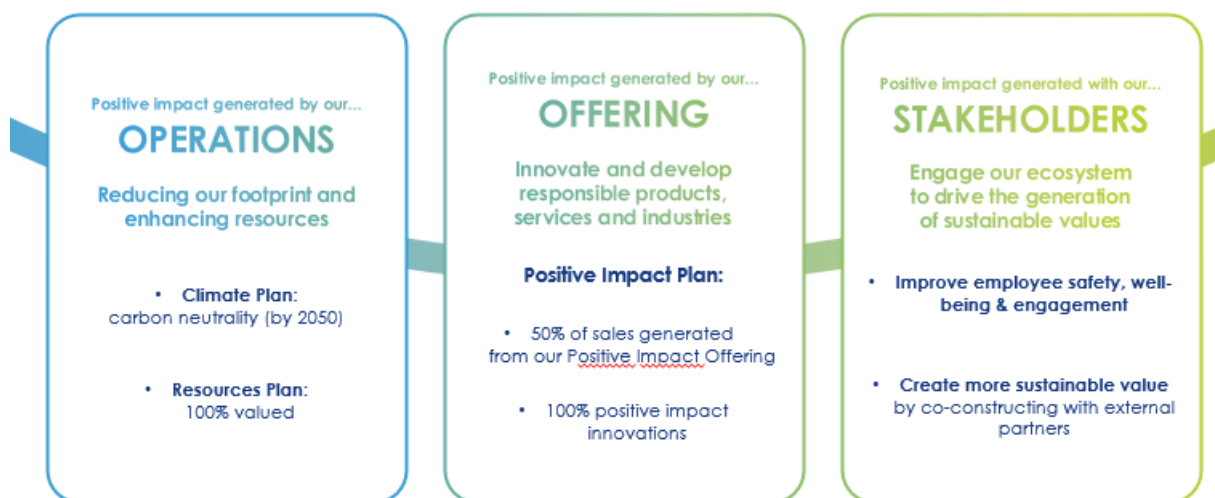 Positive impact generated by our...
OPERATIONS
Reducing our footprint and
enhancing resources
• Climate Plan:
carbon neutrality (by 2050)
• Resources Plan:
100% valued
Positive impact generated by our...
OFFERING
Innovate and develop
responsible products,
services and industries
Positive Impact Plan:
• 50% of sales generated
from our Positive Impact Offering
• 100% positive impact
innovations
Positive impact generated with our...
STAKEHOLDERS
Engage our ecosystem
to drive the generation
of sustainable values
• Improve employee safety, well-
being & engagement
• Create more sustainable value
by co-constructing with external
partners